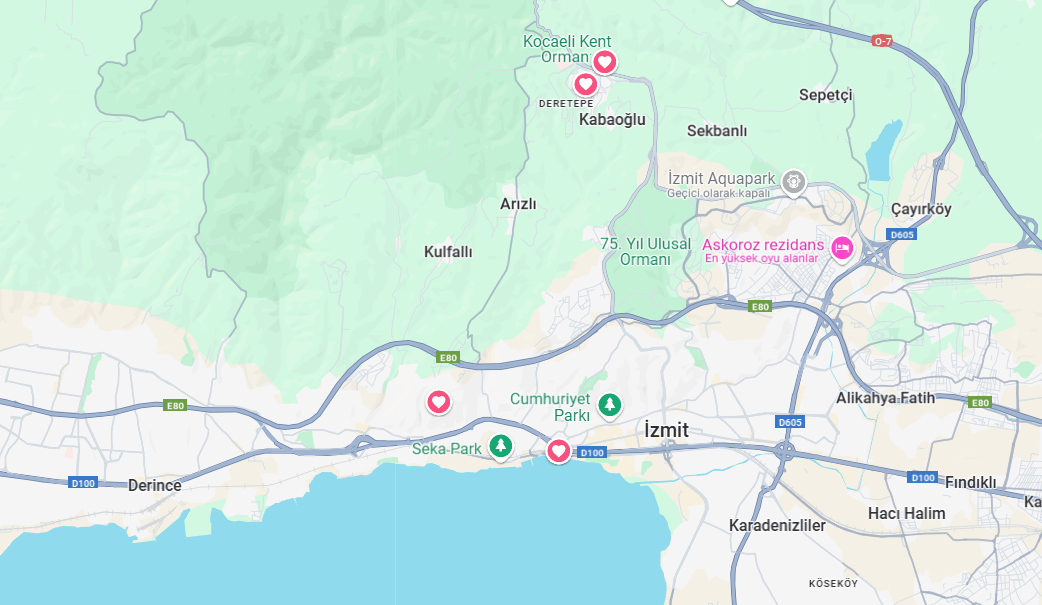 Kocaeli Kent
Ormanı
O-7
DERETEPE
Kabaoğlu
Sepetçi
Sekbanlı
İzmit Aquapark
Geçici olarak kapalı
Arızlı
Çayırköy
D605
Kulfallı
75. Yıl Ulusal
Ormanı
Askoroz rezidans
En yüksek oyu alanlar
E80
E80
E80
Cumhuriyet
Parkı
Alikahya Fatih
E80
D605
İzmit
Seka Park
D100
D100
D100
Derince
Fındıklı
Hacı Halim
Karadenizliler
KÖSEKÖY